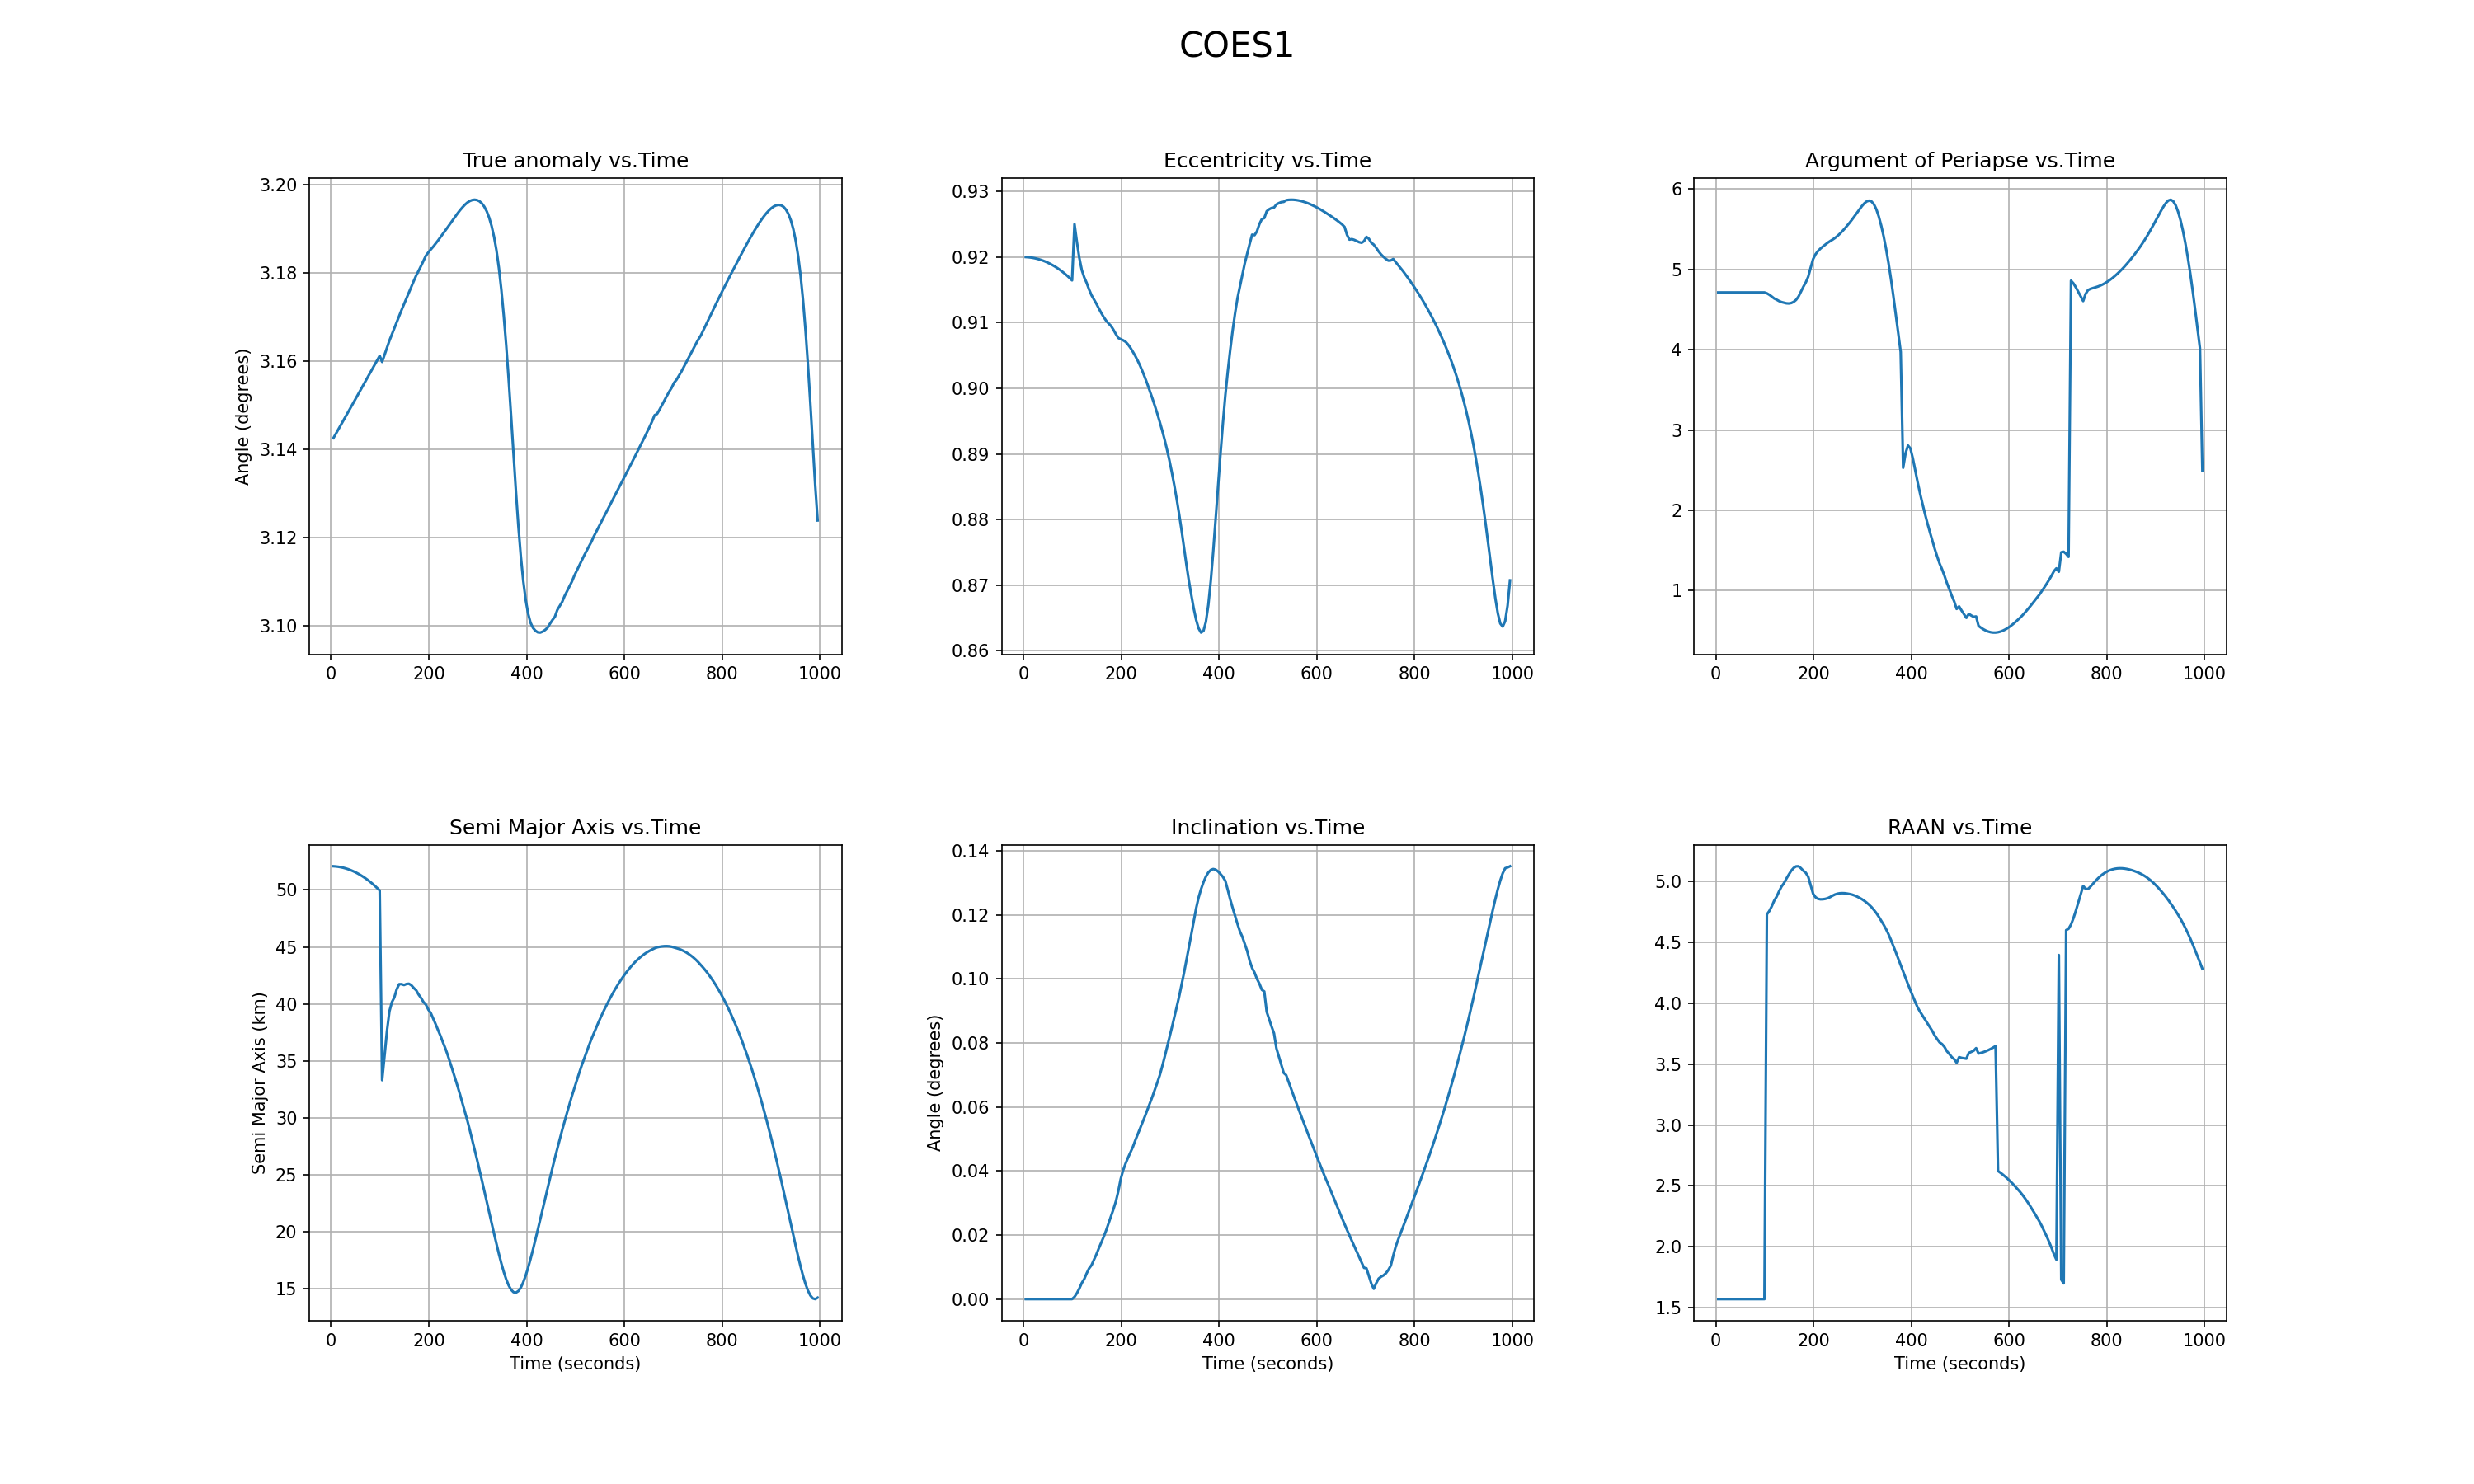 COES1
True anomaly vs.Time
Eccentricity vs.Time
Argument of Periapse vs.Time
Angle (degrees)
3.20
3.18
3.16
3.14
3.12
3.10
0 200 400 600 800 1000
0.93
0.92
0.91
0.90
0.89
0.88
0.87
0.86
0 200 400 600 800 1000
6
5
4
3
2
1
0 200 400 600 800 1000
Semi Major Axis vs.Time
Inclination vs.Time
RAAN vs.Time
Semi Major Axis (km)
50
45
40
35
30
25
20
15
0 200 400 600 800 1000
Time (seconds)
Angle (degrees)
0.14
0.12
0.10
0.08
0.06
0.04
0.02
0.00
0 200 400 600 800 1000
Time (seconds)
5.0
4.5
4.0
3.5
3.0
2.5
2.0
1.5
0 200 400 600 800 1000
Time (seconds)